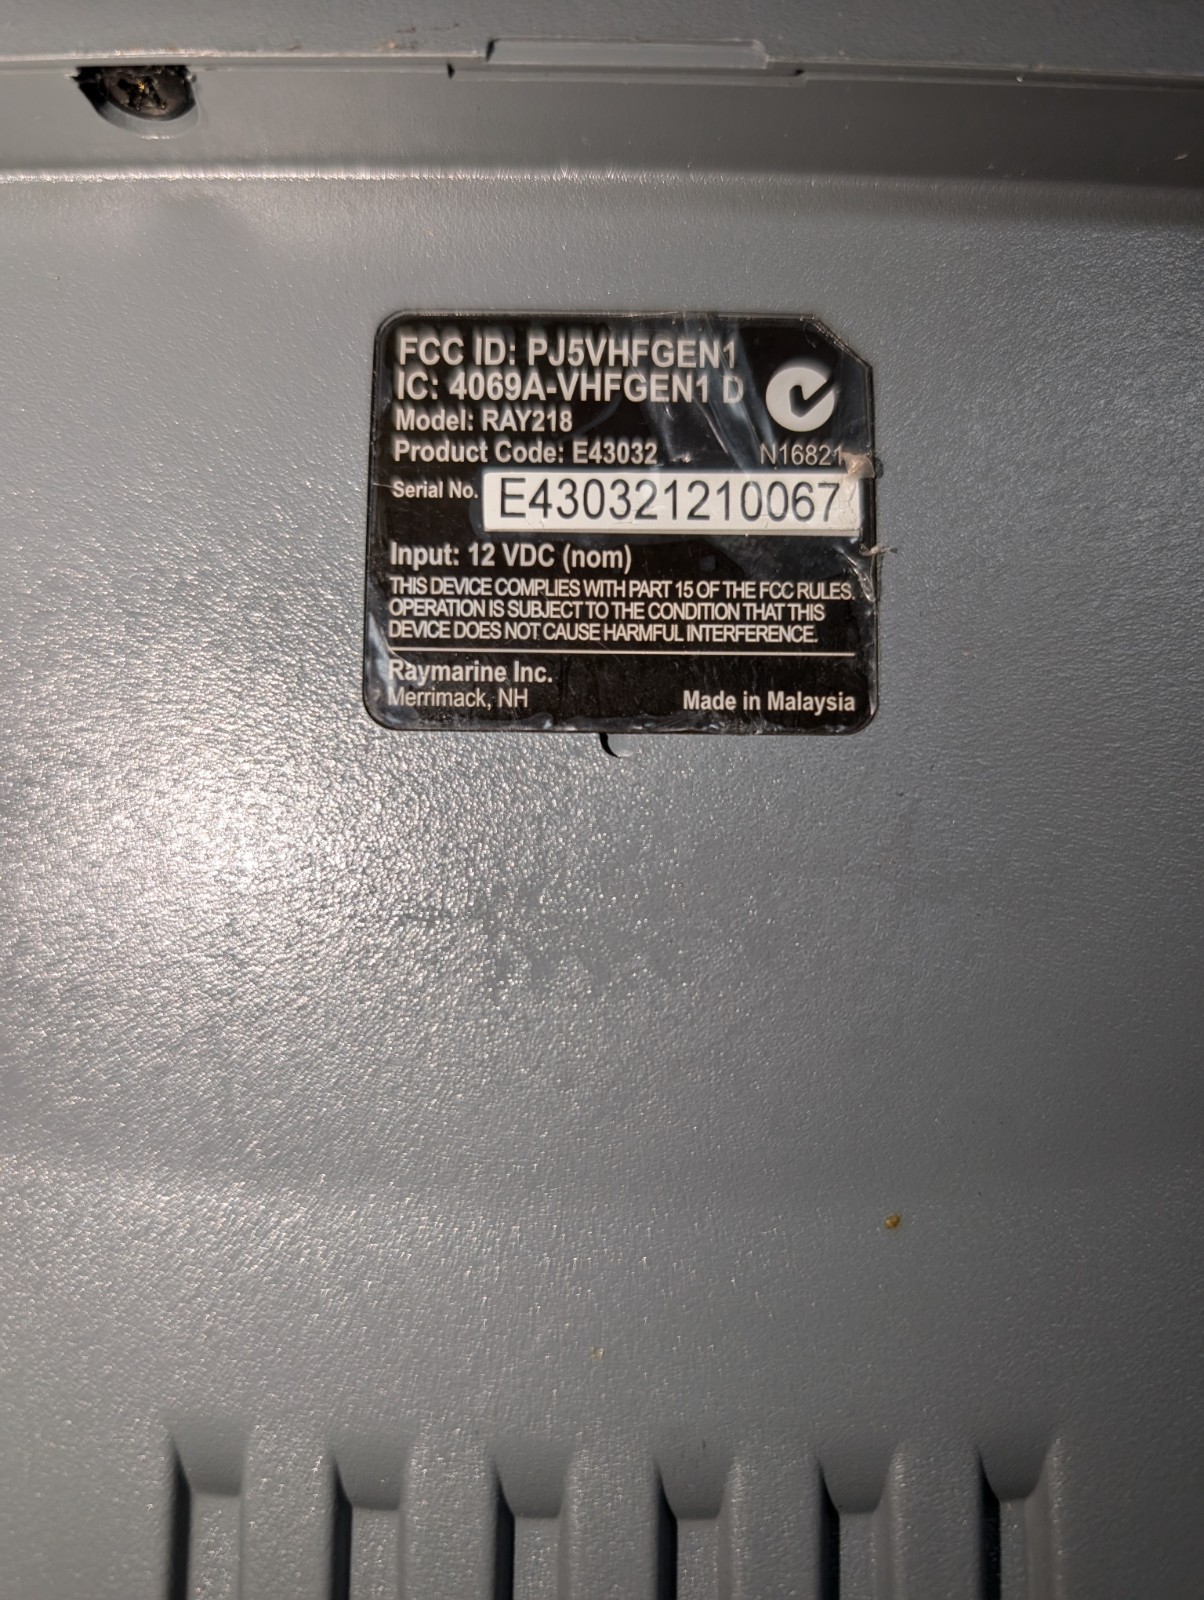 FCC ID: PJ5VHFGEN1
IC: 4069A-VHFGEN1 D
Model: RAY218
Product Code: E43032
N16821
Serial No. E430321210067
Input: 12 VDC (nom)
THIS DEVICE COMPLIES WITH PART 15 OF THE FCC RULES.
OPERATION IS SUBJECT TO THE CONDITION THAT THIS
DEVICE DOES NOT CAUSE HARMFUL INTERFERENCE.
Raymarine Inc.
Merrimack, NH
Made in Malaysia